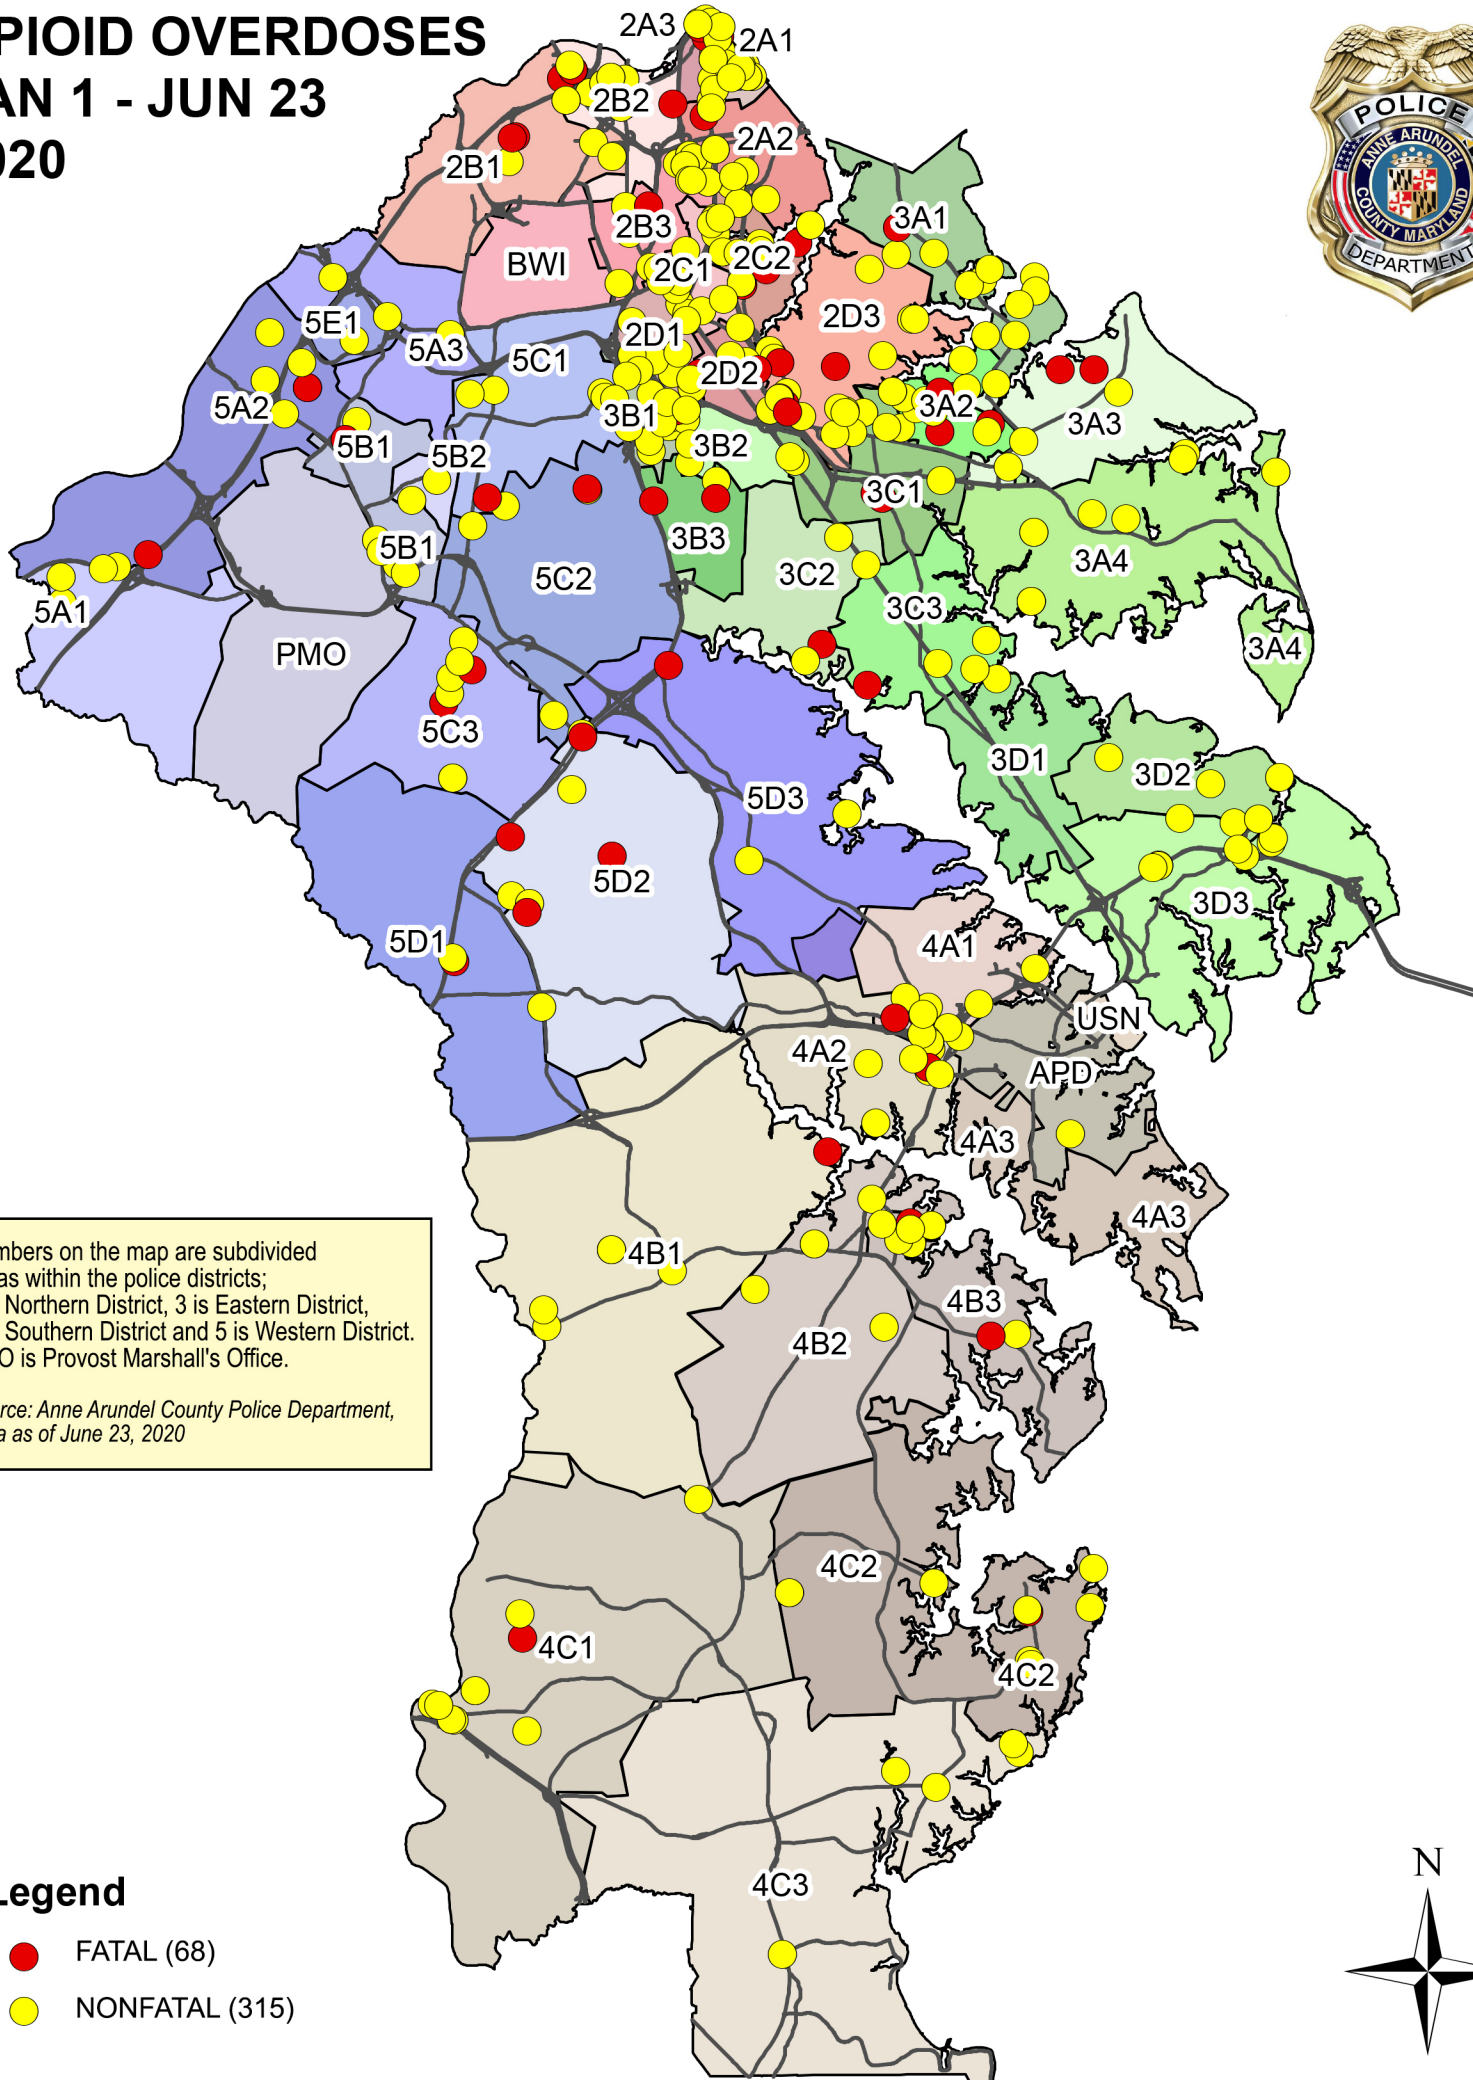 PIOID OVERDOSES
AN 1 - JUN 23
020
POLICE
ANNE ARUNDEL
COUNTY MARYLAND
DEPARTMENT
2A3
2A1
2B2
2A2
2B1
3A1
2B3
BWI
2C1
2C2
5E1
2D1
2D3
5A3
5C1
2D2
5A2
3B1
3A2
3A3
5B1
5B2
3B2
3C1
5B1
3B3
5C2
3C2
3A4
5A1
3C3
PMO
3A4
5C3
3D1
3D2
5D3
5D2
3D3
5D1
4A1
USN
4A2
APD
4A3
4A3
4B1
4B3
4B2
4C2
4C1
4C2
4C3
mbers on the map are subdivided
as within the police districts;
Northern District, 3 is Eastern District,
Southern District and 5 is Western District.
O is Provost Marshall's Office.
rce: Anne Arundel County Police Department,
a as of June 23, 2020
Legend
FATAL (68)
NONFATAL (315)
N